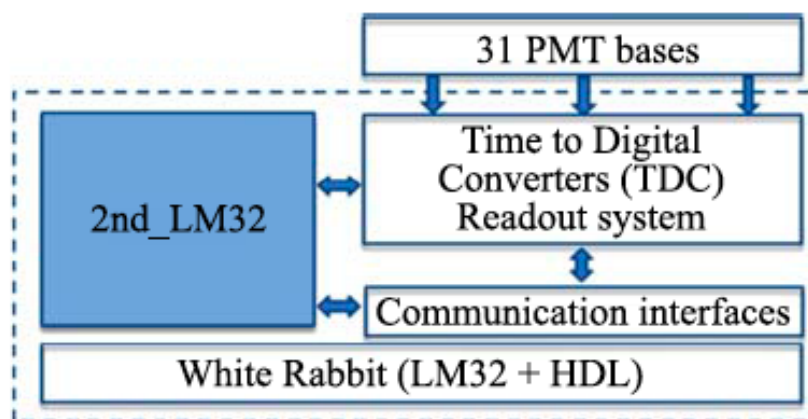 31 PMT bases
Time to Digital
Converters (TDC)
Readout system
2nd_LM32
Communication interfaces
White Rabbit (LM32 + HDL)